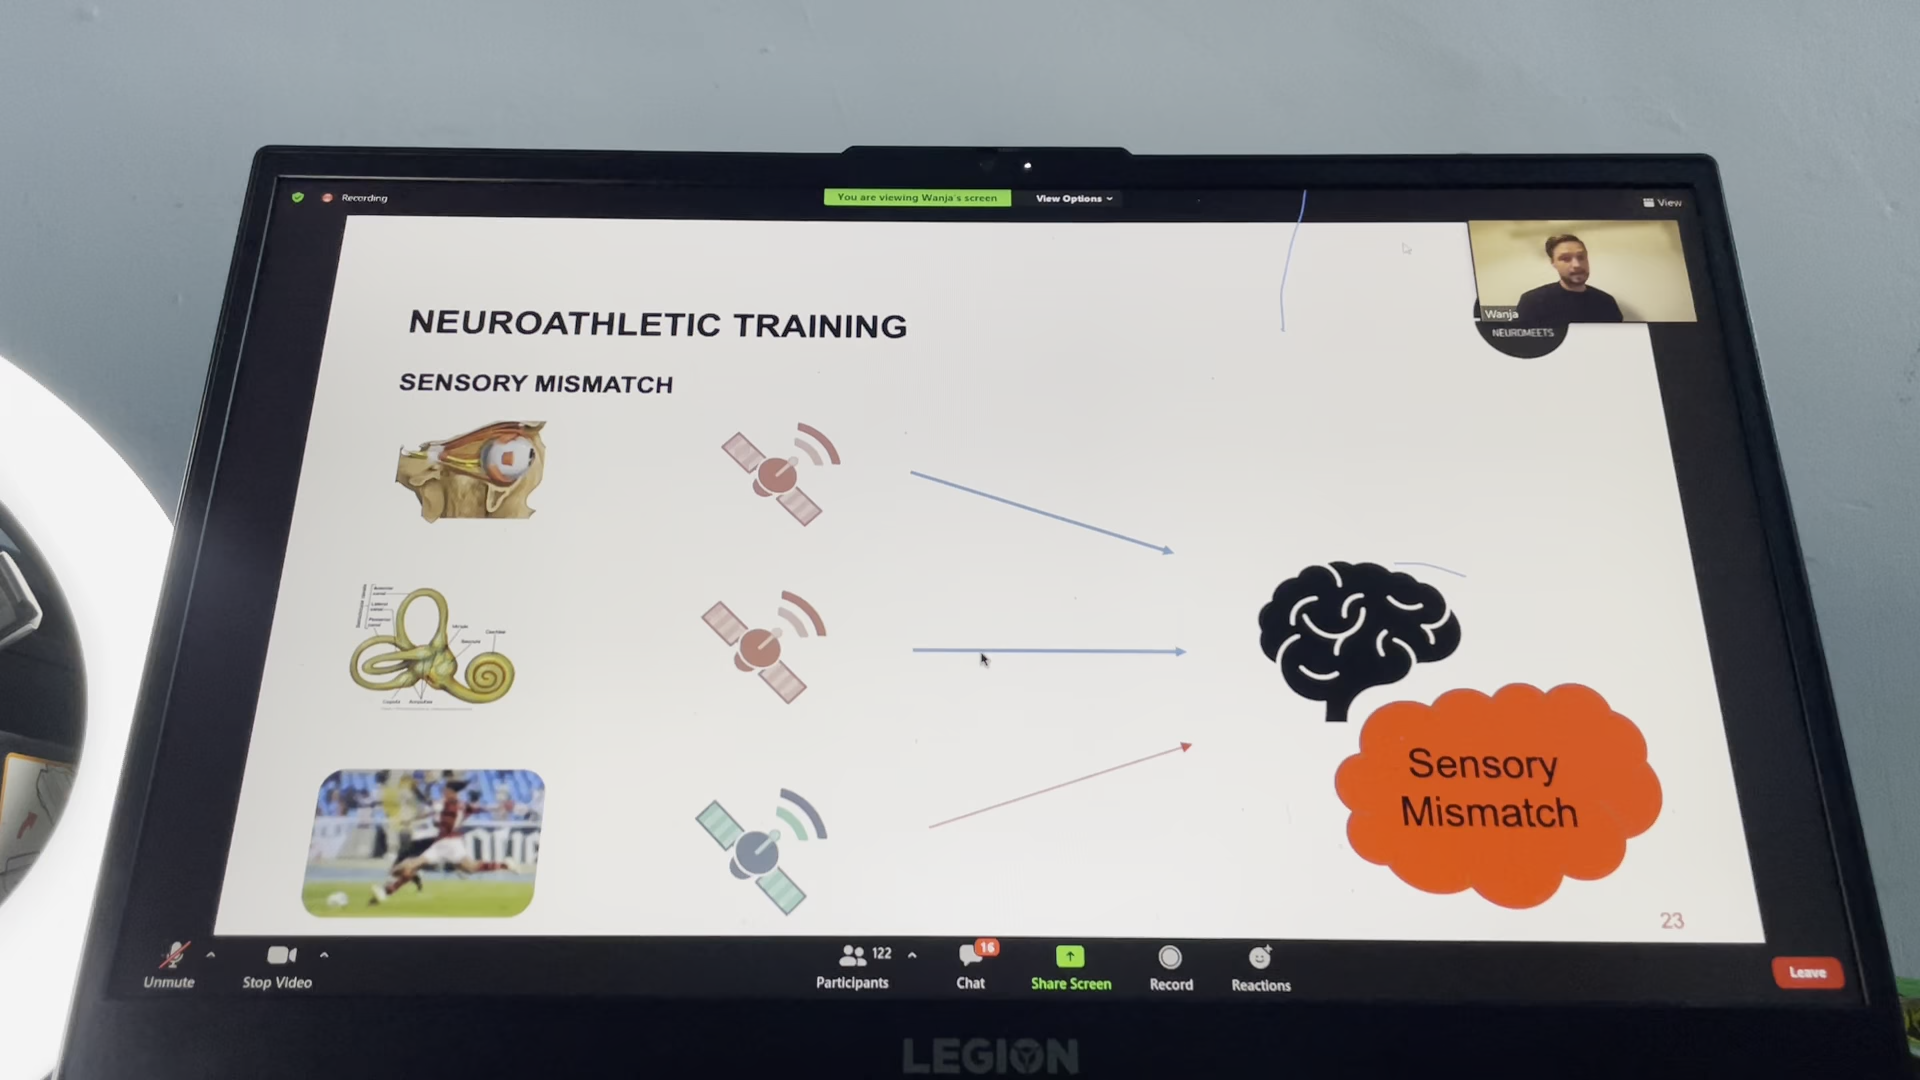 Recording
You are viewing Wanja's screen
View Options
View
Wanja
NEUROMEETS
NEUROATHLETIC TRAINING
SENSORY MISMATCH
Sensory
Mismatch
23
Unmute
Stop Video
122
Participants
16
Chat
Share Screen
Record
Reactions
Leave
LEGION